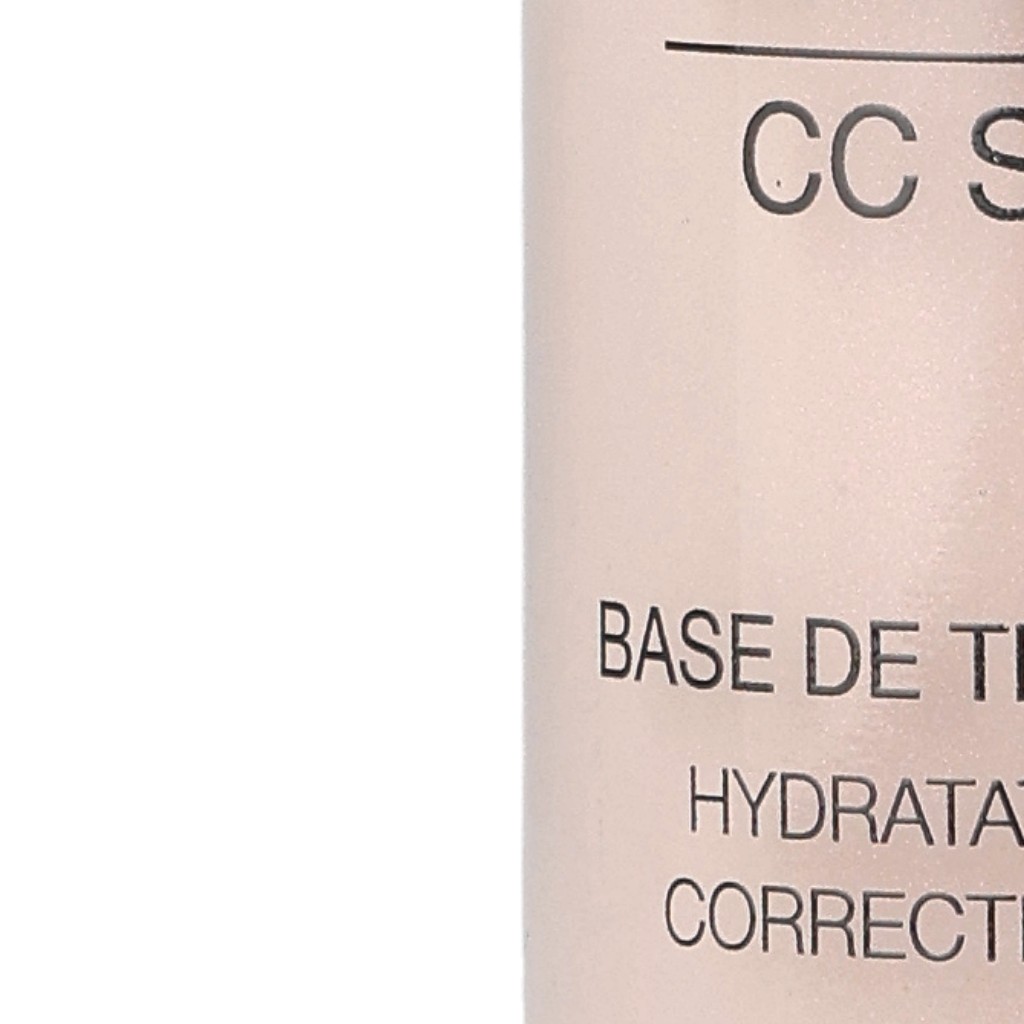 CC S
BASE DE TE
HYDRATAT
CORRECTI